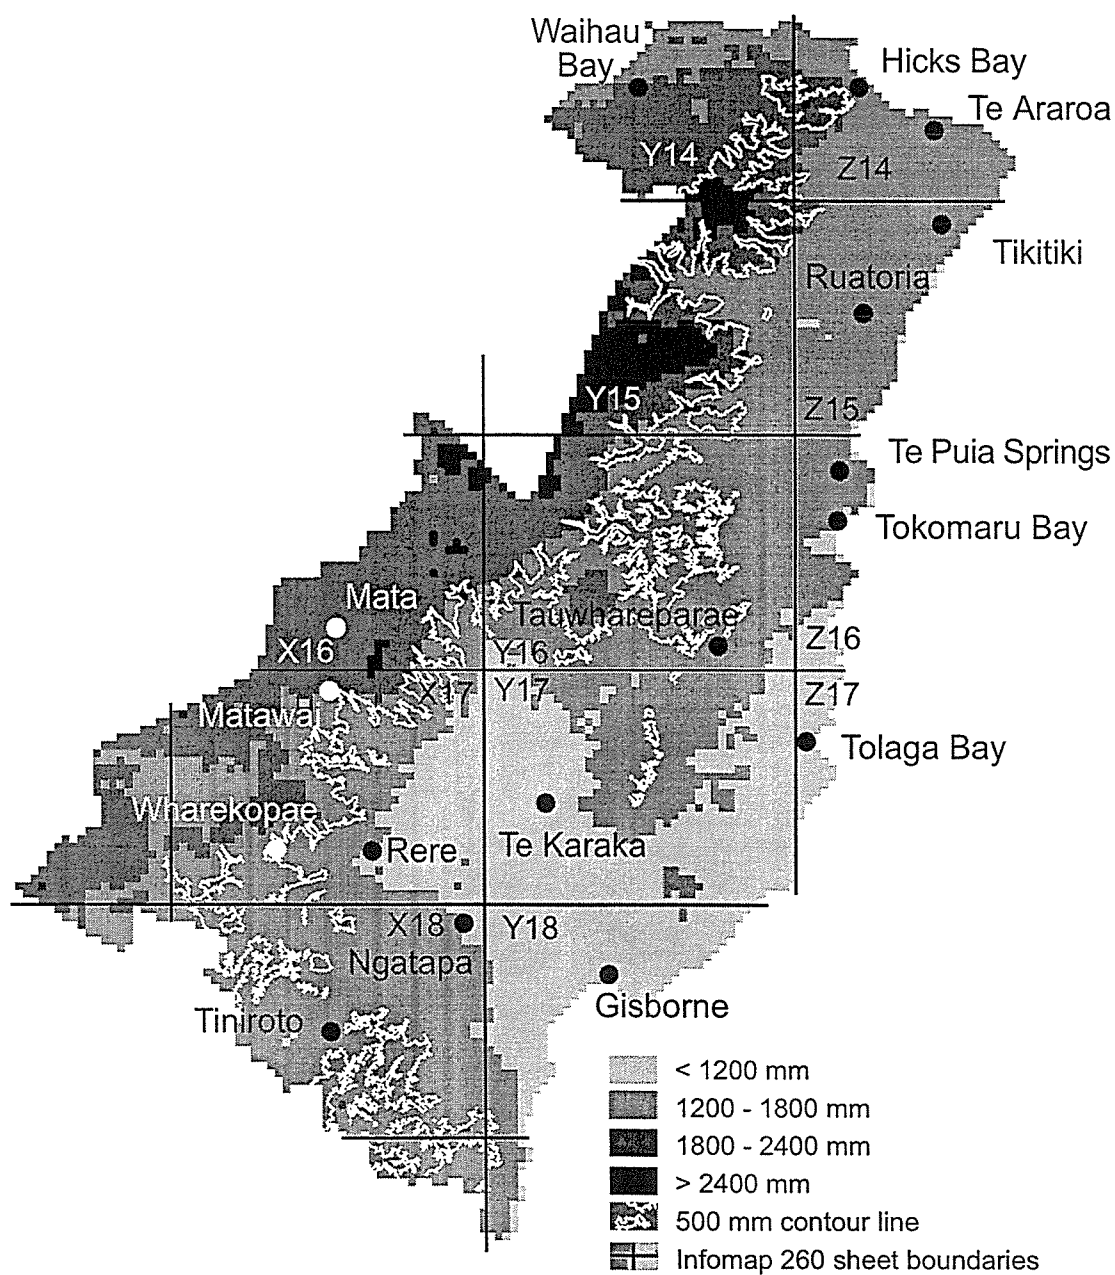 Waihau
Bay
Hicks Bay
Te Araroa
Y14
Z14
Tikitiki
Ruatoria
Y15
Z15
Te Puia Springs
Tokomaru Bay
Mata
Tauwhareparae
X16
Y16
Z16
X17
Y17
Z17
Matawai
Tolaga Bay
Wharekopae
Rere
Te Karaka
X18
Y18
Ngatapa
Gisborne
Tiniroto
< 1200 mm
1200 - 1800 mm
1800 - 2400 mm
> 2400 mm
500 mm contour line
Infomap 260 sheet boundaries